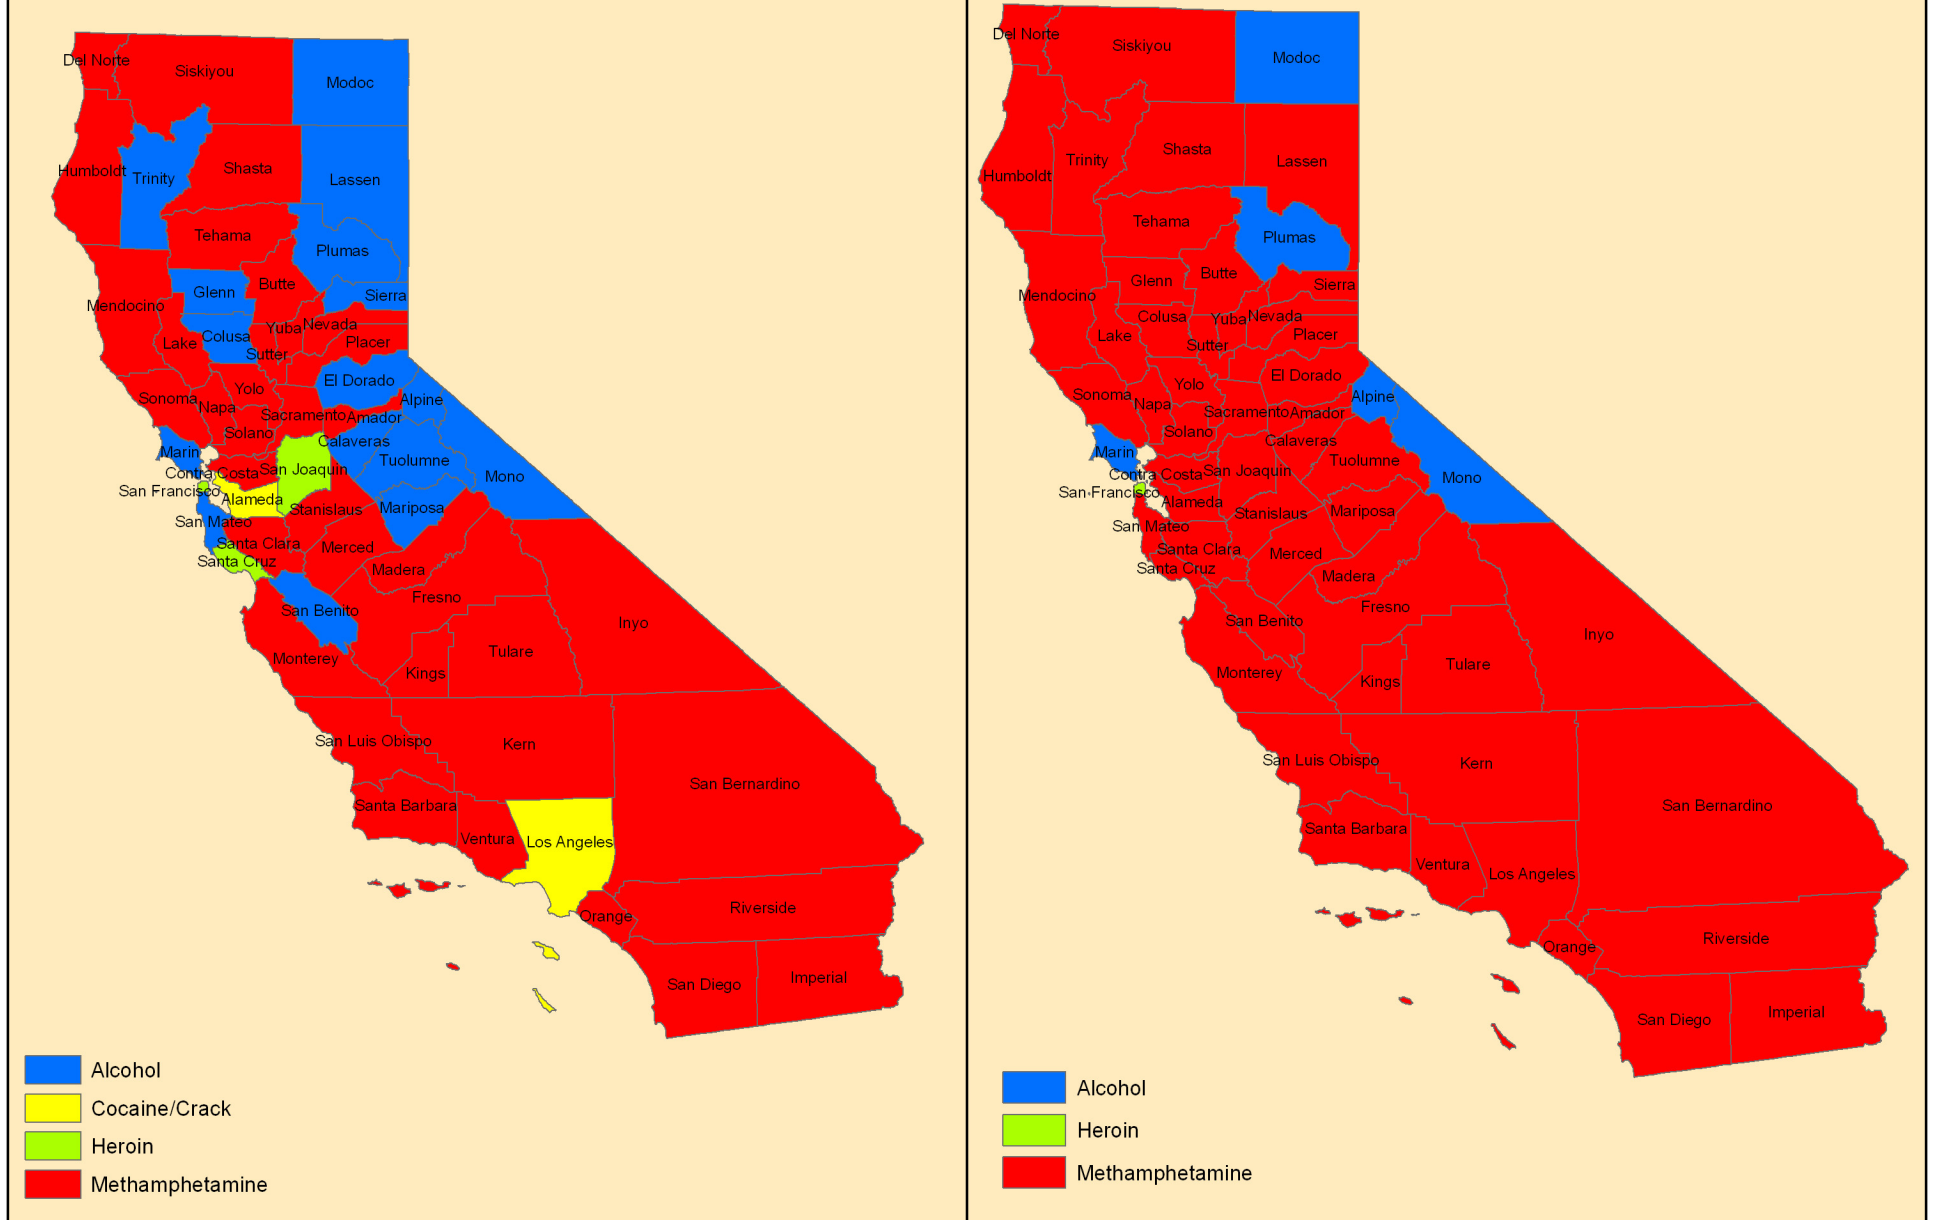 Del Norte
Siskiyou
Modoc
Humboldt
Trinity
Shasta
Lassen
Tehama
Plumas
Mendocino
Glenn
Butte
Sierra
Lake
Colusa
Yuba
Nevada
Sutter
Placer
Sonoma
Napa
Yolo
El Dorado
Alpine
Sacramento
Amador
Solano
Calaveras
Marin
Tuolumne
Contra Costa
San Joaquin
Mono
San Francisco
Alameda
Stanislaus
Mariposa
San Mateo
Santa Clara
Merced
Santa Cruz
Madera
San Benito
Fresno
Inyo
Monterey
Kings
Tulare
San Luis Obispo
Kern
San Bernardino
Santa Barbara
Ventura
Los Angeles
Orange
Riverside
San Diego
Imperial
Alcohol
Cocaine/Crack
Heroin
Methamphetamine
Del Norte
Siskiyou
Modoc
Humboldt
Trinity
Shasta
Lassen
Tehama
Plumas
Mendocino
Glenn
Butte
Sierra
Lake
Colusa
Yuba
Nevada
Sutter
Placer
Sonoma
Napa
Yolo
El Dorado
Alpine
Sacramento
Amador
Solano
Calaveras
Marin
Tuolumne
Contra Costa
San Joaquin
Mono
San Francisco
Alameda
Stanislaus
Mariposa
San Mateo
Santa Clara
Merced
Santa Cruz
Madera
San Benito
Fresno
Inyo
Monterey
Kings
Tulare
San Luis Obispo
Kern
San Bernardino
Santa Barbara
Ventura
Los Angeles
Orange
Riverside
San Diego
Imperial
Alcohol
Heroin
Methamphetamine